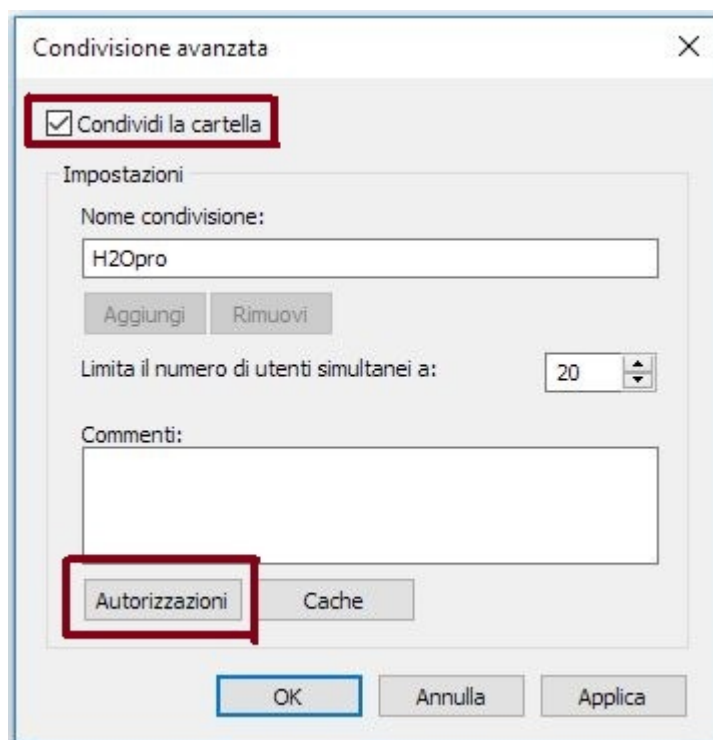 Condivisione avanzata
Condividi la cartella
Impostazioni
Nome condivisione:
H2Opro
Aggiungi Rimuovi
Limita il numero di utenti simultanei a: 20
Commenti:
Autorizzazioni Cache
OK Annulla Applica